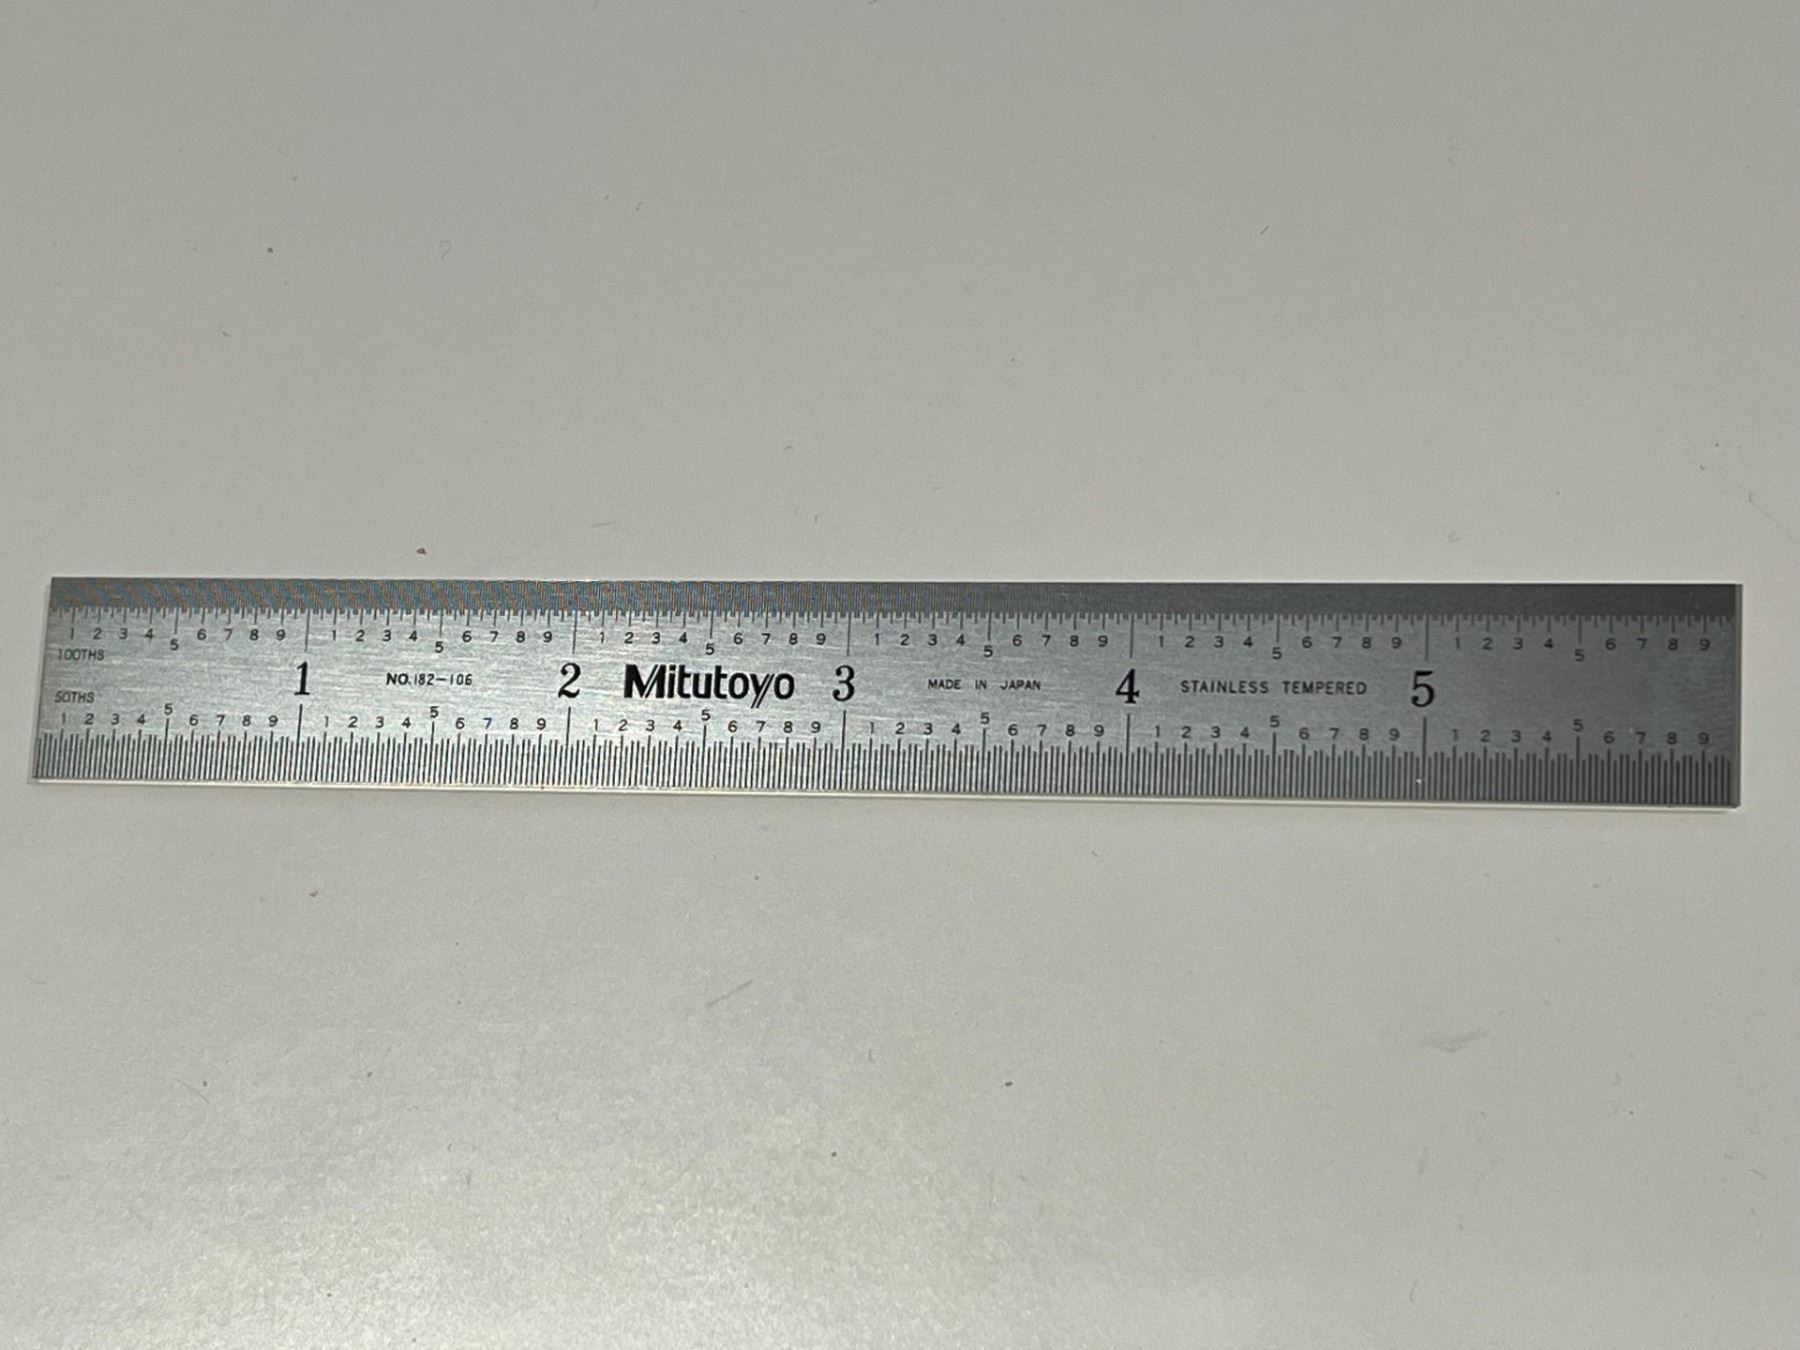 1 2 3 4 5 6 7 8 9 1 2 3 4 5 6 7 8 9 1 2 3 4 5 6 7 8 9 1 2 3 4 5 6 7 8 9 1 2 3 4 5 6 7 8 9 1 2 3 4 5 6 7 8 9
100THS
1 NO.182-106 2 Mitutoyo 3 MADE IN JAPAN 4 STAINLESS TEMPERED 5
50THS
1 2 3 4 5 6 7 8 9 1 2 3 4 5 6 7 8 9 1 2 3 4 5 6 7 8 9 1 2 3 4 5 6 7 8 9 1 2 3 4 5 6 7 8 9 1 2 3 4 5 6 7 8 9